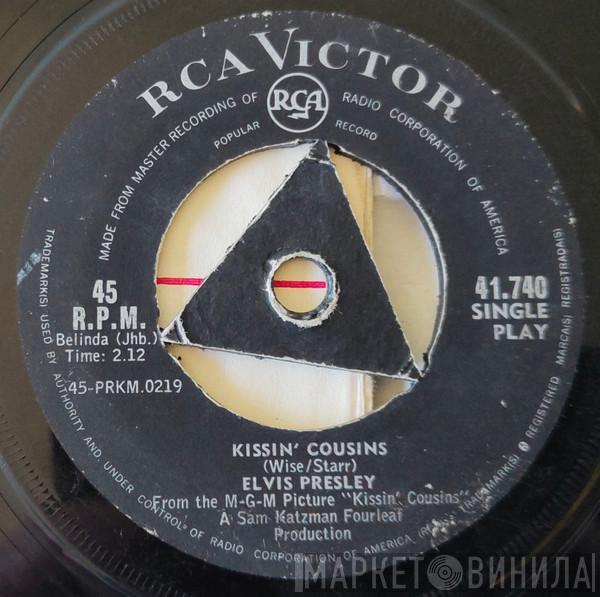 RCA VICTOR
RCA
MADE FROM MASTER RECORDING OF RADIO CORPORATION OF AMERICA
POPULAR RECORD
45
R.P.M.
Belinda (Jhb.)
Time: 2.12
45-PRKM.0219
41.740
SINGLE
PLAY
KISSIN' COUSINS
(Wise/Starr)
ELVIS PRESLEY
From the M-G-M Picture "Kissin' Cousins"
A Sam Katzman Fourleaf
Production
TRADEMARK(S) USED BY AUTHORITY AND UNDER CONTROL OF RADIO CORPORATION OF AMERICA
TRADEMARK(S) ® REGISTERED MARCA(S) REGISTRADA(S)
МАРКЕТ ВИНИЛА